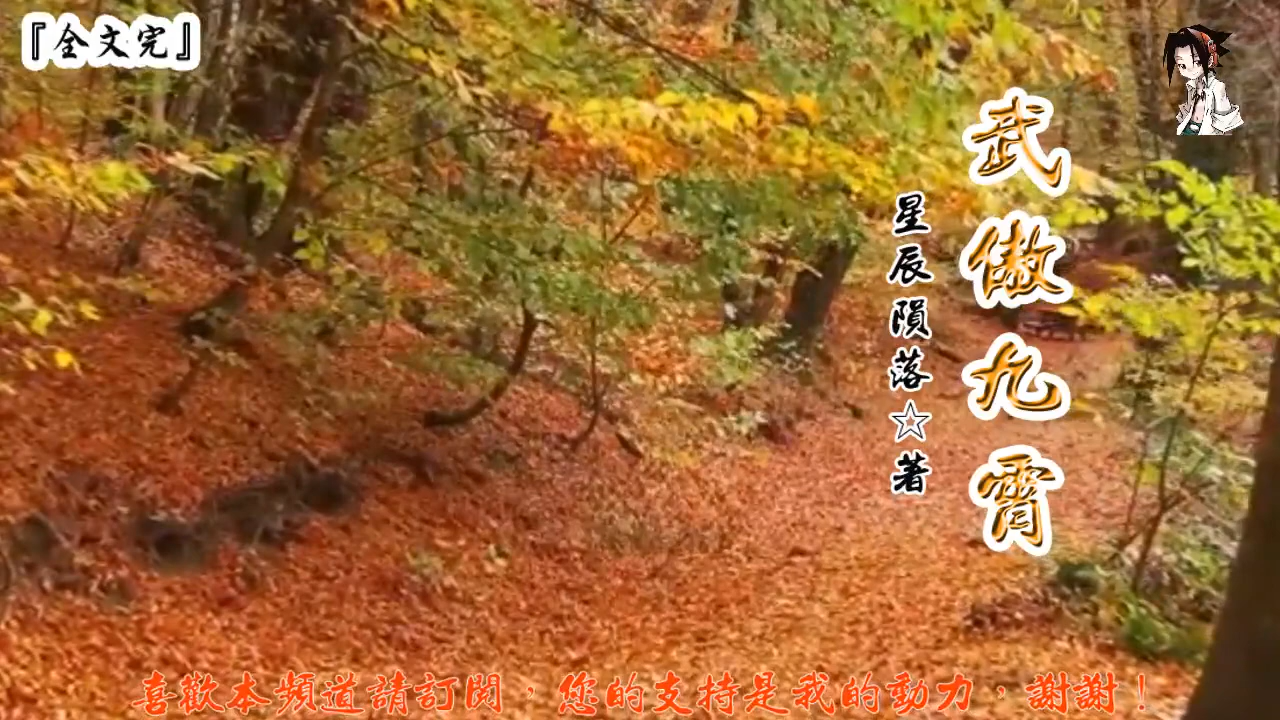 『全文完』
武傲九霄
星辰隕落☆著
喜歡本頻道請訂閱，您的支持是我的動力，謝謝！